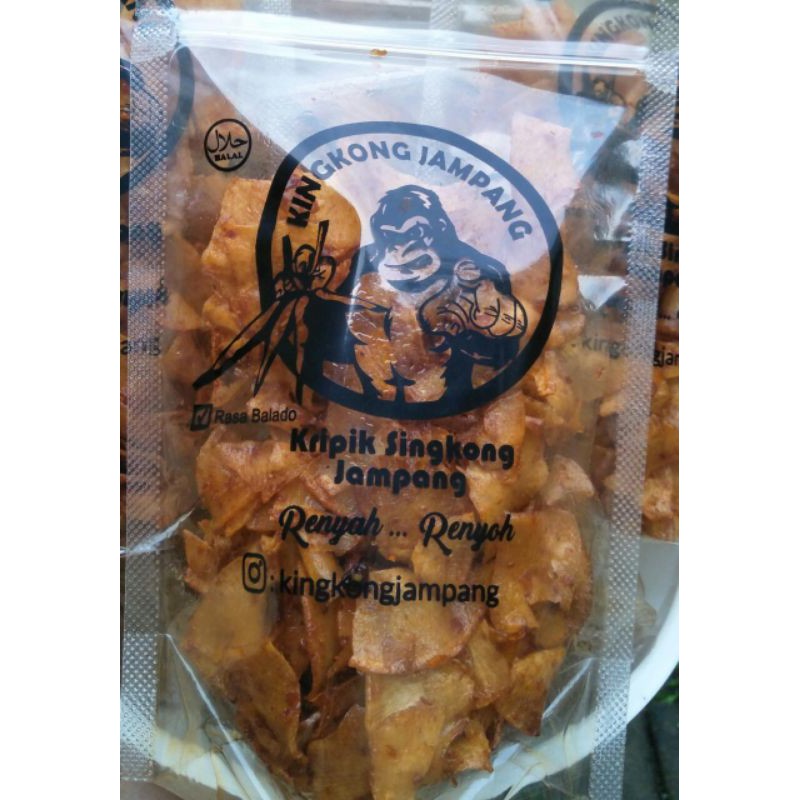 حلال
HALAL
KINGKONG JAMPANG
Rasa Balado
Kripik Singkong
Jampang
Renyah ... Renyoh
: kingkongjampang